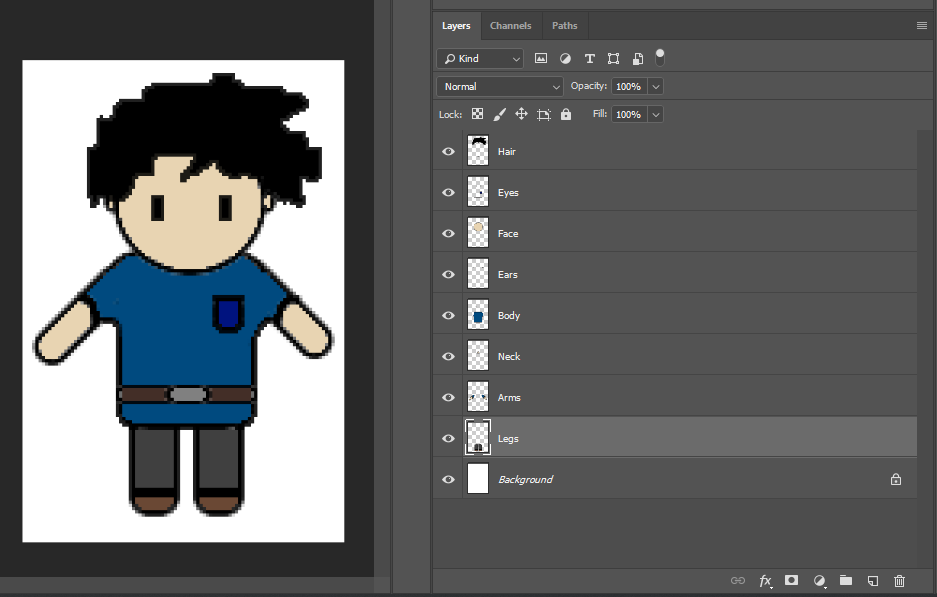 Layers Channels Paths
Kind
Normal Opacity: 100%
Lock: Fill: 100%
Hair
Eyes
Face
Ears
Body
Neck
Arms
Legs
Background
fx